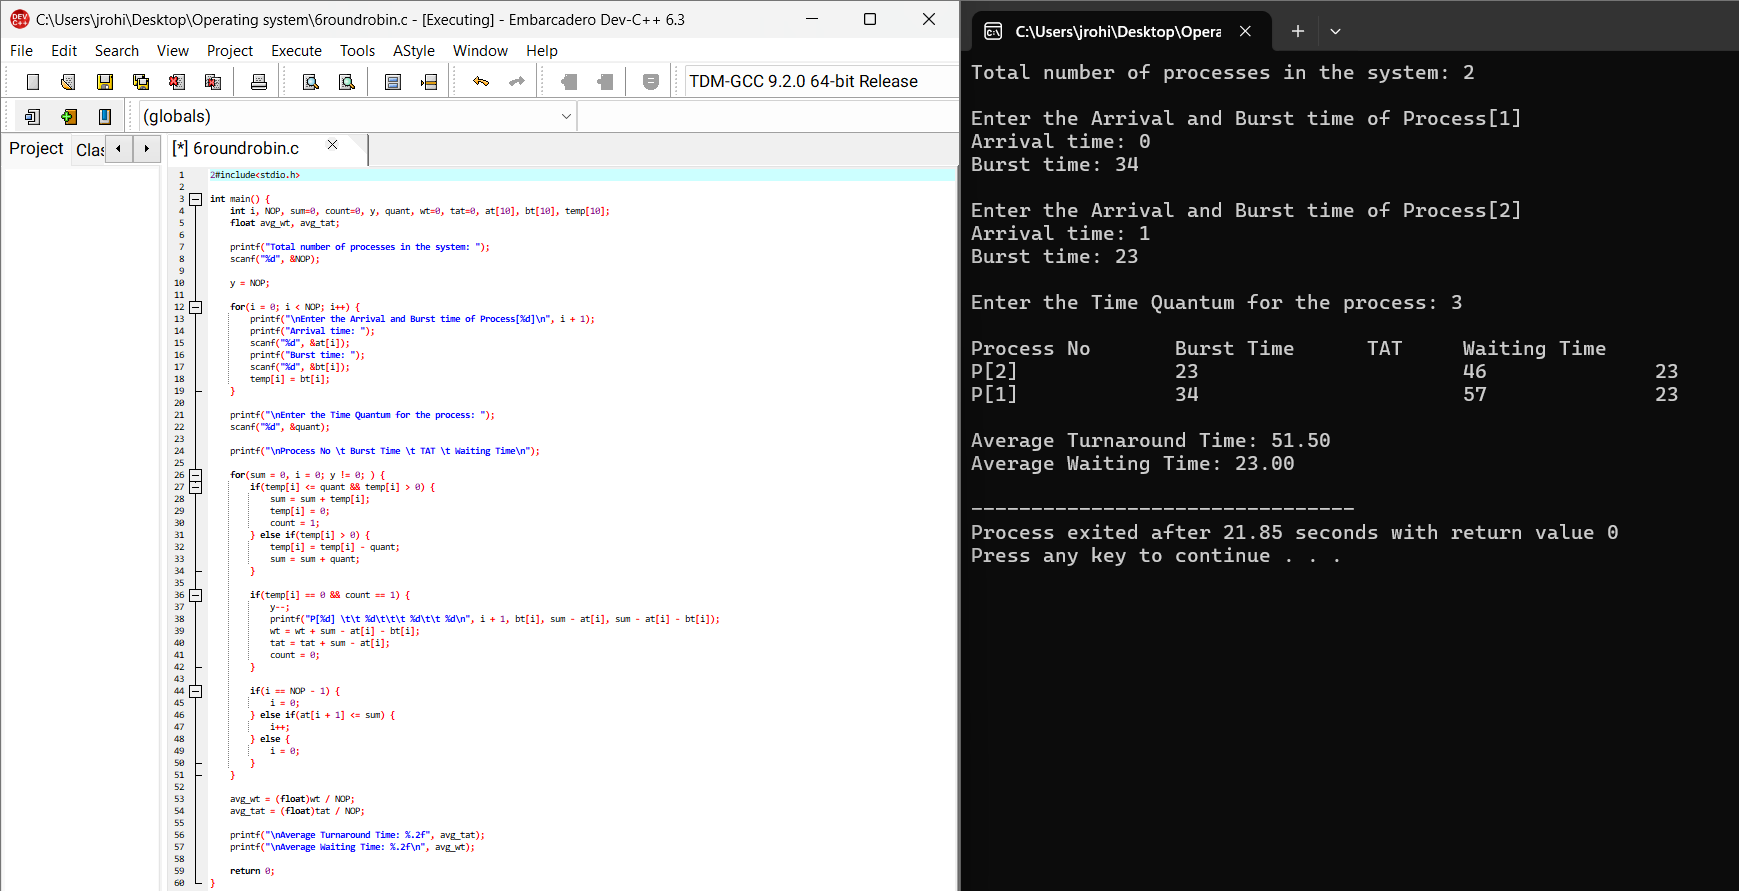 C:\Users\jrohi\Desktop\Operating system\6roundrobin.c - [Executing] - Embarcadero Dev-C++ 6.3
File Edit Search View Project Execute Tools AStyle Window Help
TDM-GCC 9.2.0 64-bit Release
(globals)
Project Clas [*] 6roundrobin.c
1 2#include<stdio.h>
2
3 int main() {
4 int i, NOP, sum=0, count=0, y, quant, wt=0, tat=0, at[10], bt[10], temp[10];
5 float avg_wt, avg_tat;
6
7 printf("Total number of processes in the system: ");
8 scanf("%d", &NOP);
9
10 y = NOP;
11
12 for(i = 0; i < NOP; i++) {
13 printf("\nEnter the Arrival and Burst time of Process[%d]\n", i + 1);
14 printf("Arrival time: ");
15 scanf("%d", &at[i]);
16 printf("Burst time: ");
17 scanf("%d", &bt[i]);
18 temp[i] = bt[i];
19 }
20
21 printf("\nEnter the Time Quantum for the process: ");
22 scanf("%d", &quant);
23
24 printf("\nProcess No \t Burst Time \t TAT \t Waiting Time\n");
25
26 for(sum = 0, i = 0; y != 0; ) {
27 if(temp[i] <= quant && temp[i] > 0) {
28 sum = sum + temp[i];
29 temp[i] = 0;
30 count = 1;
31 } else if(temp[i] > 0) {
32 temp[i] = temp[i] - quant;
33 sum = sum + quant;
34 }
35
36 if(temp[i] == 0 && count == 1) {
37 y--;
38 printf("P[%d] \t\t %d\t\t\t %d\t\t %d\n", i + 1, bt[i], sum - at[i], sum - at[i] - bt[i]);
39 wt = wt + sum - at[i] - bt[i];
40 tat = tat + sum - at[i];
41 count = 0;
42 }
43
44 if(i == NOP - 1) {
45 i = 0;
46 } else if(at[i + 1] <= sum) {
47 i++;
48 } else {
49 i = 0;
50 }
51 }
52
53 avg_wt = (float)wt / NOP;
54 avg_tat = (float)tat / NOP;
55
56 printf("\nAverage Turnaround Time: %.2f", avg_tat);
57 printf("\nAverage Waiting Time: %.2f\n", avg_wt);
58
59 return 0;
60 }
C:\Users\jrohi\Desktop\Opera
Total number of processes in the system: 2
Enter the Arrival and Burst time of Process[1]
Arrival time: 0
Burst time: 34
Enter the Arrival and Burst time of Process[2]
Arrival time: 1
Burst time: 23
Enter the Time Quantum for the process: 3
Process No Burst Time TAT Waiting Time
P[2] 23 46 23
P[1] 34 57 23
Average Turnaround Time: 51.50
Average Waiting Time: 23.00
--------------------------------
Process exited after 21.85 seconds with return value 0
Press any key to continue . . .